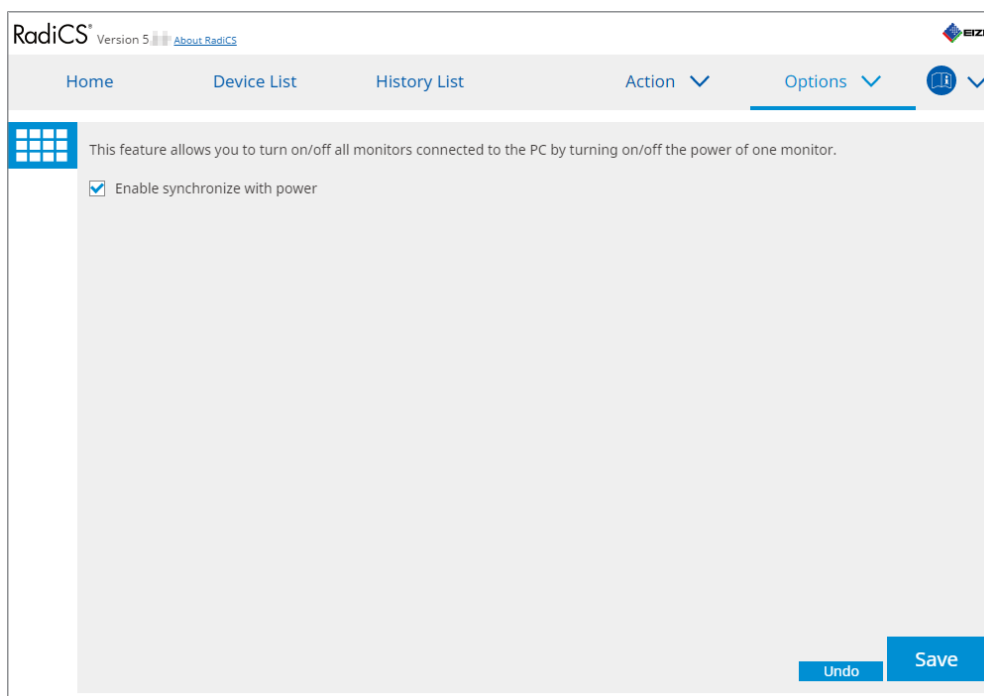 RadiCS® Version 5. About RadiCS
Home Device List History List Action Options
This feature allows you to turn on/off all monitors connected to the PC by turning on/off the power of one monitor.
Enable synchronize with power
Undo Save